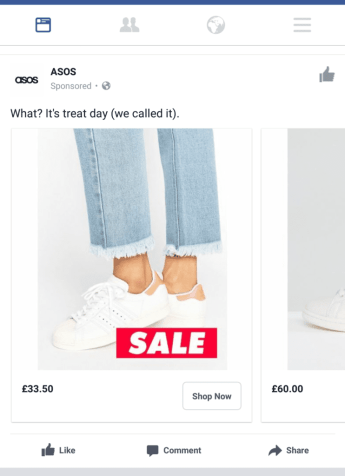 ASOS
asos
Sponsored
What? It's treat day (we called it).
SALE
£33.50
Shop Now
£60.00
Like
Comment
Share